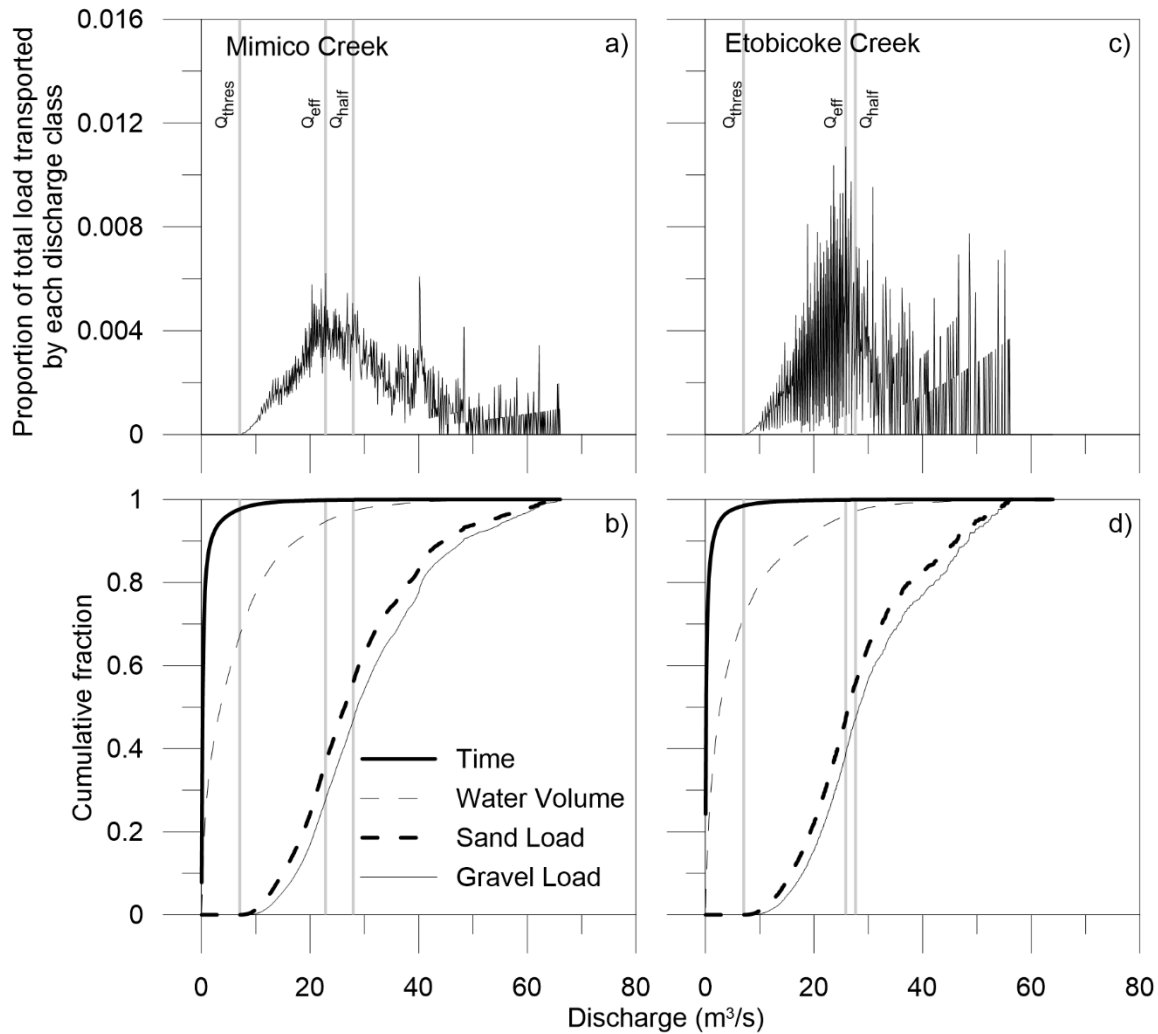 0.016
0.012
0.008
0.004
0
Proportion of total load transported
by each discharge class
Mimico Creek
a)
Q_thres
Q_eff
Q_half
Etobicoke Creek
c)
Q_thres
Q_eff
Q_half
1
0.8
0.6
0.4
0.2
0
Cumulative fraction
b)
Time
Water Volume
Sand Load
Gravel Load
d)
0 20 40 60 80
0 20 40 60 80
Discharge (m³/s)